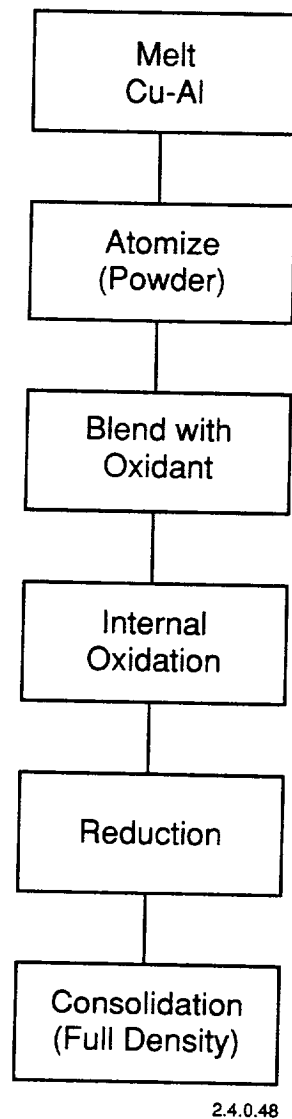 Melt
Cu-Al
Atomize
(Powder)
Blend with
Oxidant
Internal
Oxidation
Reduction
Consolidation
(Full Density)
2.4.0.48